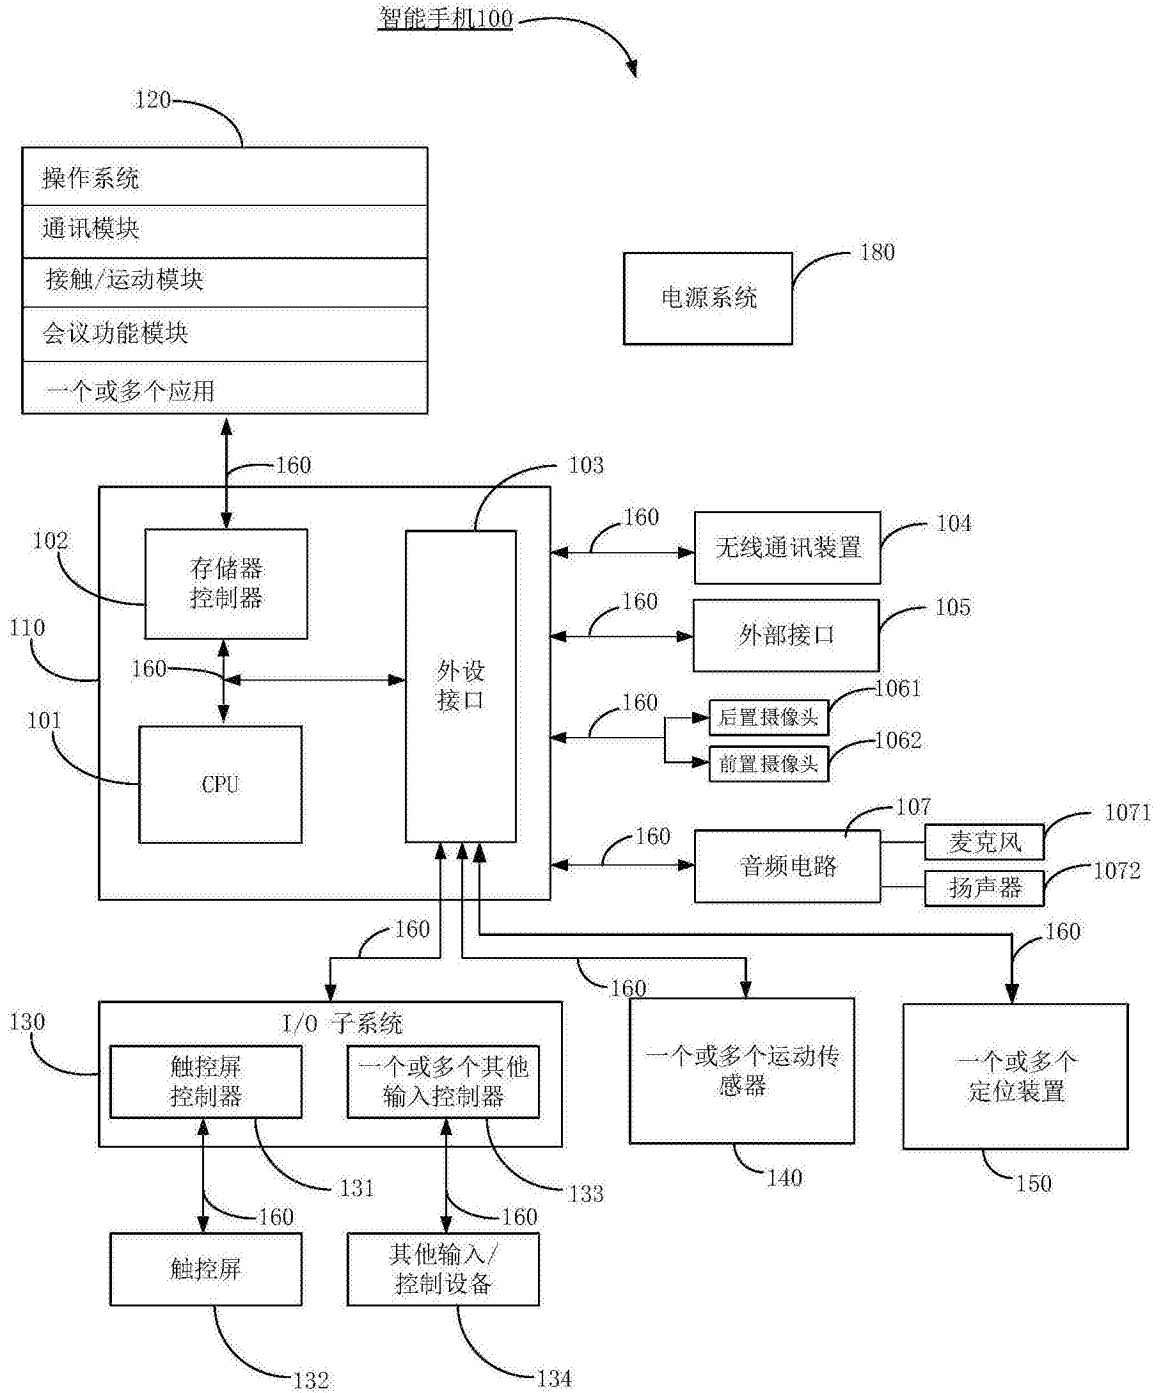 智能手机100
120
操作系统
通讯模块
接触/运动模块
会议功能模块
一个或多个应用
180
电源系统
160
103
102
存储器
控制器
110
160
外设
接口
101
CPU
160
104
无线通讯装置
160
105
外部接口
160
1061
后置摄像头
1062
前置摄像头
160
107
音频电路
1071
麦克风
1072
扬声器
160
160
160
130
I/O 子系统
触控屏
控制器
一个或多个其他
输入控制器
一个或多个运动传
感器
一个或多个
定位装置
131
133
140
150
160
160
触控屏
其他输入/
控制设备
132
134